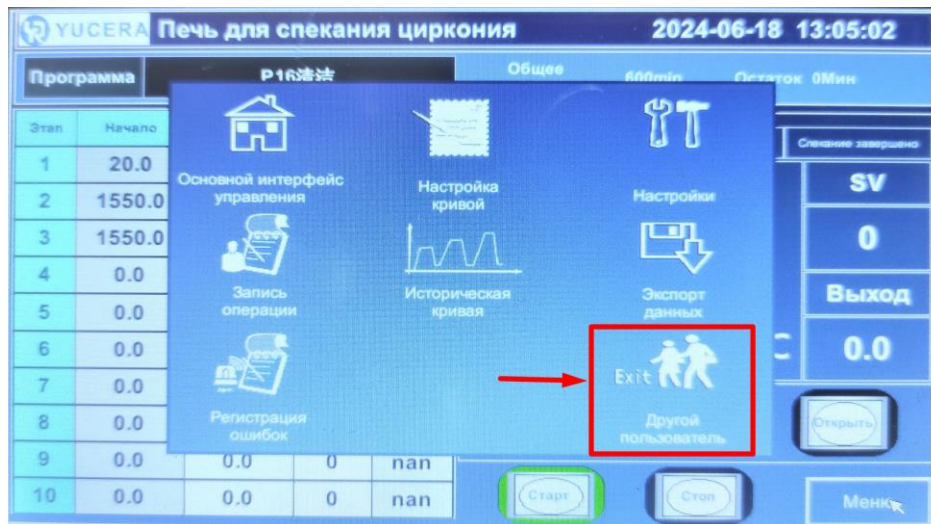 YUCERA Печь для спекания циркония 2024-06-18 13:05:02
Программа P16清洁 Общее 600min Остаток 0Мин
Этап Начало Спекание завершено
1 20.0
2 1550.0
3 1550.0
4 0.0
5 0.0
6 0.0
7 0.0
8 0.0
9 0.0 0.0 0 nan
10 0.0 0.0 0 nan
Основной интерфейс
управления
Настройка
кривой
Настройки
Запись
операции
Историческая
кривая
Экспорт
данных
Регистрация
ошибок
Exit
Другой
пользователь
SV
0
Выход
C
0.0
Открыть
Старт
Стоп